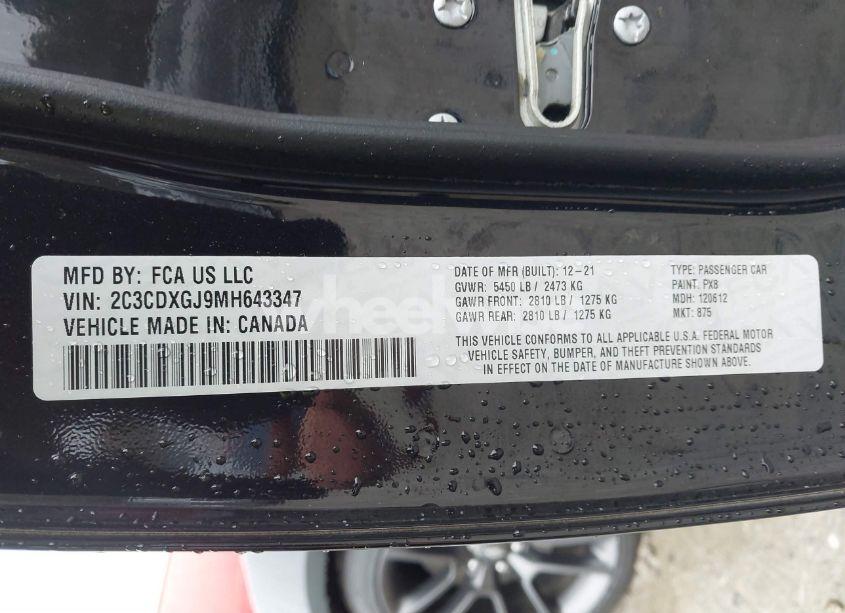 MFD BY: FCA US LLC
VIN: 2C3CDXGJ9MH643347
VEHICLE MADE IN: CANADA
DATE OF MFR (BUILT): 12-21
GVWR: 5450 LB / 2473 KG
GAWR FRONT: 2810 LB / 1275 KG
GAWR REAR: 2810 LB / 1275 KG
TYPE: PASSENGER CAR
PAINT: PX8
MDH: 120612
MKT: 875
THIS VEHICLE CONFORMS TO ALL APPLICABLE U.S.A. FEDERAL MOTOR
VEHICLE SAFETY, BUMPER, AND THEFT PREVENTION STANDARDS
IN EFFECT ON THE DATE OF MANUFACTURE SHOWN ABOVE.